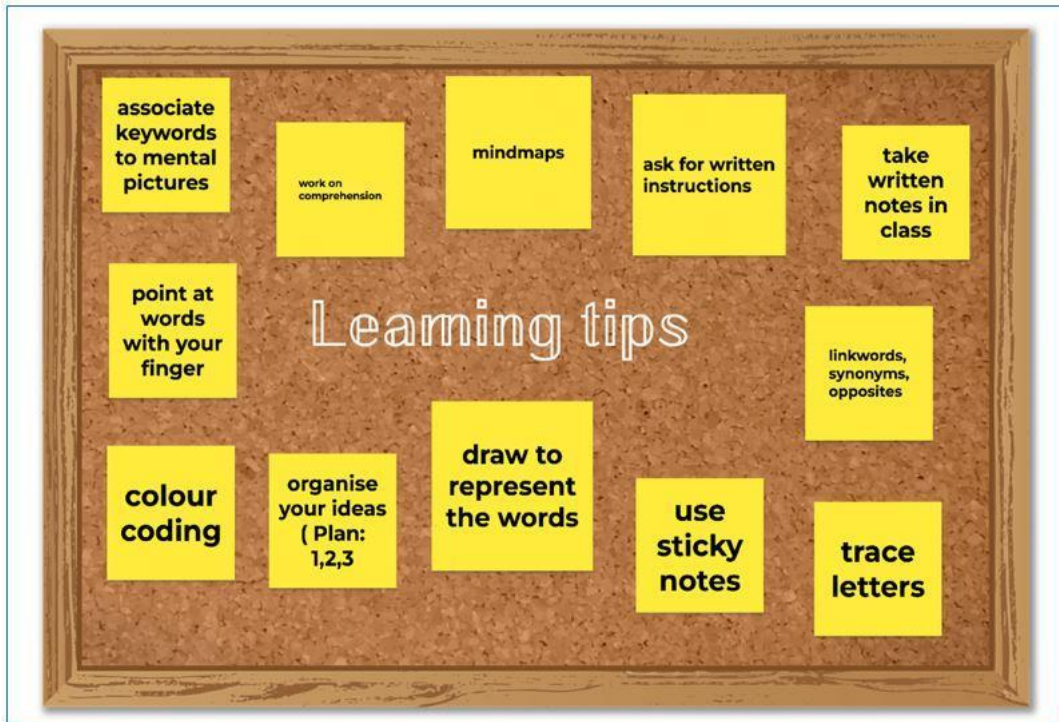 associate
keywords
to mental
pictures
work on
comprehension
mindmaps
ask for written
instructions
take
written
notes in
class
point at
words
with your
finger
Learning tips
linkwords,
synonyms,
opposites
colour
coding
organise
your ideas
( Plan:
1,2,3
draw to
represent
the words
use
sticky
notes
trace
letters